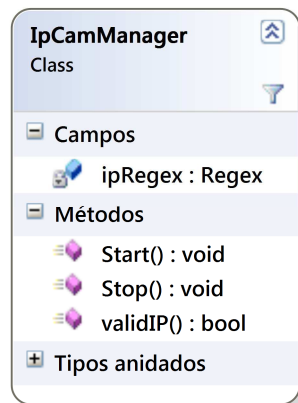 IpCamManager
Class
Campos
ipRegex : Regex
Métodos
Start() : void
Stop() : void
validIP() : bool
Tipos anidados